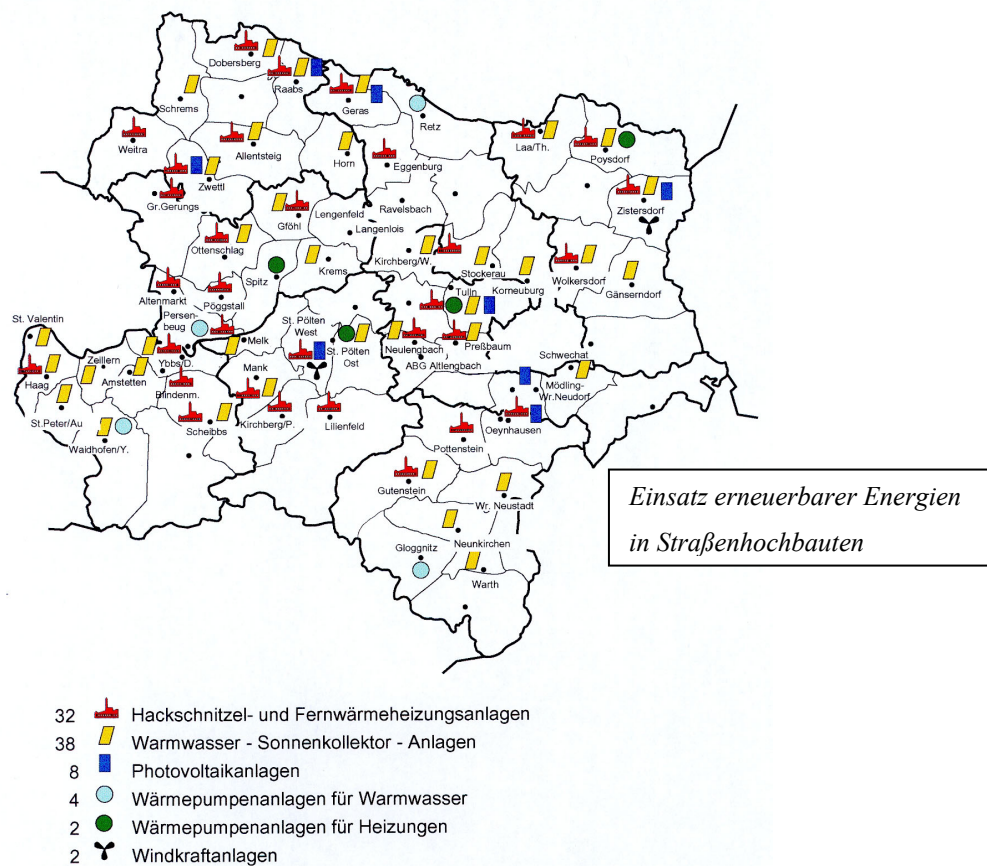 Dobersberg
Raabs
Schrems
Geras
Retz
Weitra
Allentsteig
Horn
Eggenburg
Laa/Th.
Poysdorf
Zwettl
Gr.Gerungs
Zistersdorf
Gföhl
Lengenfeld
Ravelsbach
Langenlois
Ottenschlag
Krems
Kirchberg/W.
Stockerau
Wolkersdorf
Gänserndorf
Spitz
Korneuburg
Altenmarkt
Pöggstall
Tulln
St. Valentin
Persen-
beug
St. Pölten
West
St. Pölten
Ost
Melk
Neulengbach
Preßbaum
ABG Altlengbach
Schwechat
Zeillern
Haag
Amstetten
Ybbs/D.
Mank
Blindenm.
Mödling-
Wr.Neudorf
St.Peter/Au
Scheibbs
Kirchberg/P.
Lilienfeld
Oeynhausen
Waidhofen/Y.
Pottenstein
Gutenstein
Wr. Neustadt
Neunkirchen
Gloggnitz
Warth
Einsatz erneuerbarer Energien
in Straßenhochbauten
32 Hackschnitzel- und Fernwärmeheizungsanlagen
38 Warmwasser - Sonnenkollektor - Anlagen
8 Photovoltaikanlagen
4 Wärmepumpenanlagen für Warmwasser
2 Wärmepumpenanlagen für Heizungen
2 Windkraftanlagen